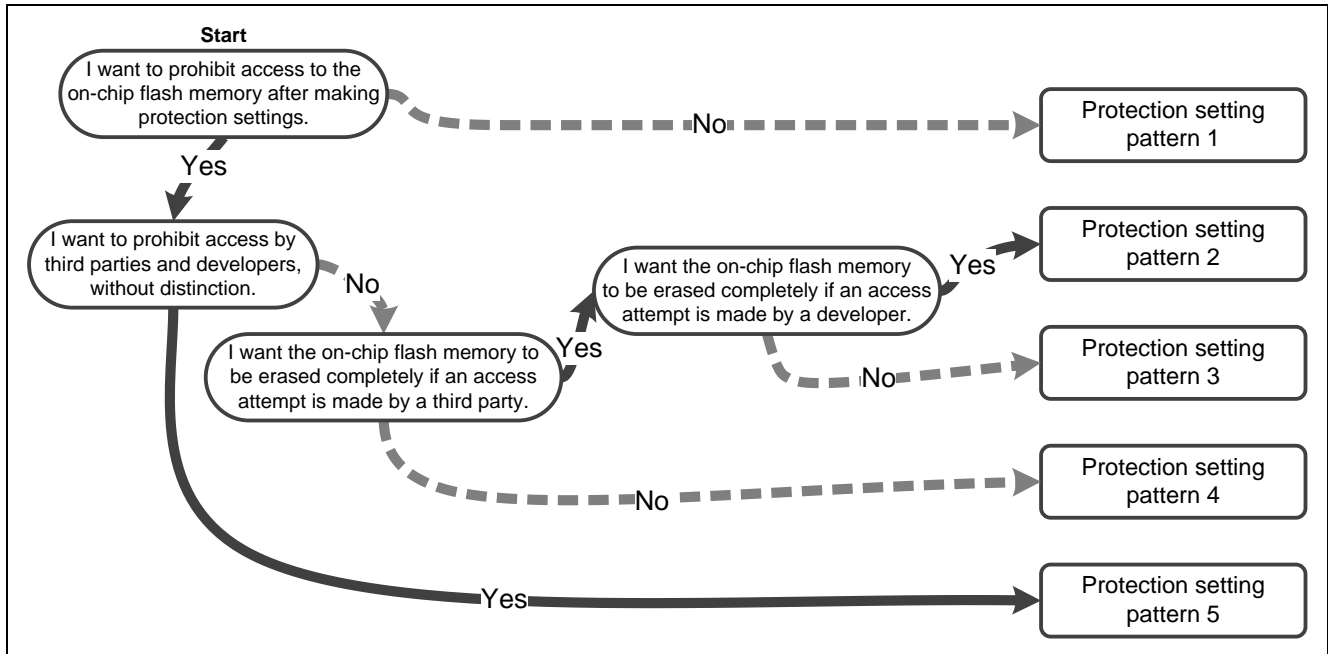 Start
I want to prohibit access to the
on-chip flash memory after making
protection settings.
No
Protection setting
pattern 1
Yes
I want to prohibit access by
third parties and developers,
without distinction.
No
I want the on-chip flash memory
to be erased completely if an access
attempt is made by a developer.
Yes
Protection setting
pattern 2
I want the on-chip flash memory to
be erased completely if an access
attempt is made by a third party.
Yes
No
Protection setting
pattern 3
No
Protection setting
pattern 4
Yes
Protection setting
pattern 5